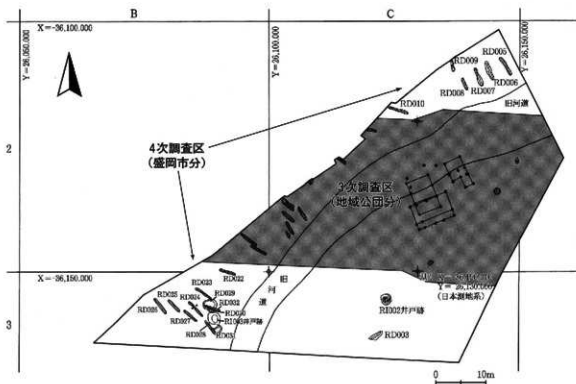 B
C
X=-36,100.000
Y=26,050.000
Y=26,100.000
Y=26,150.000
RD005
RD009
RD006
RD007
RD008
旧河道
RD010
2
4次調査区
(盛岡市分)
3次調査区
(地域公団分)
X=-36,150.000
RD022
旧
河
道
RD023
RD029
RD024
RD032
RD025
RD026
RD027
(日本測地系)
RI002井戸跡
3
RD003
0
10m